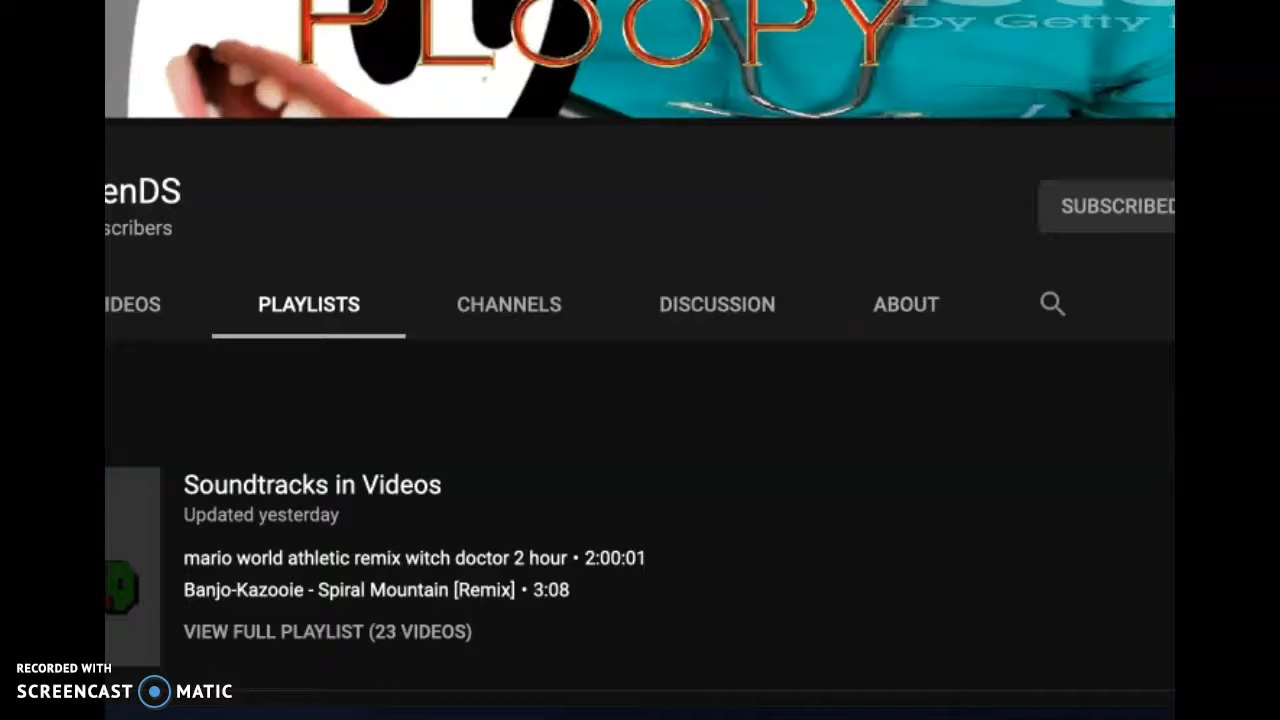 PLOOPY
by Getty
enDS
scribers
SUBSCRIBED
IDEOS
PLAYLISTS
CHANNELS
DISCUSSION
ABOUT
Soundtracks in Videos
Updated yesterday
mario world athletic remix witch doctor 2 hour • 2:00:01
Banjo-Kazooie - Spiral Mountain [Remix] • 3:08
VIEW FULL PLAYLIST (23 VIDEOS)
RECORDED WITH
SCREENCAST MATIC